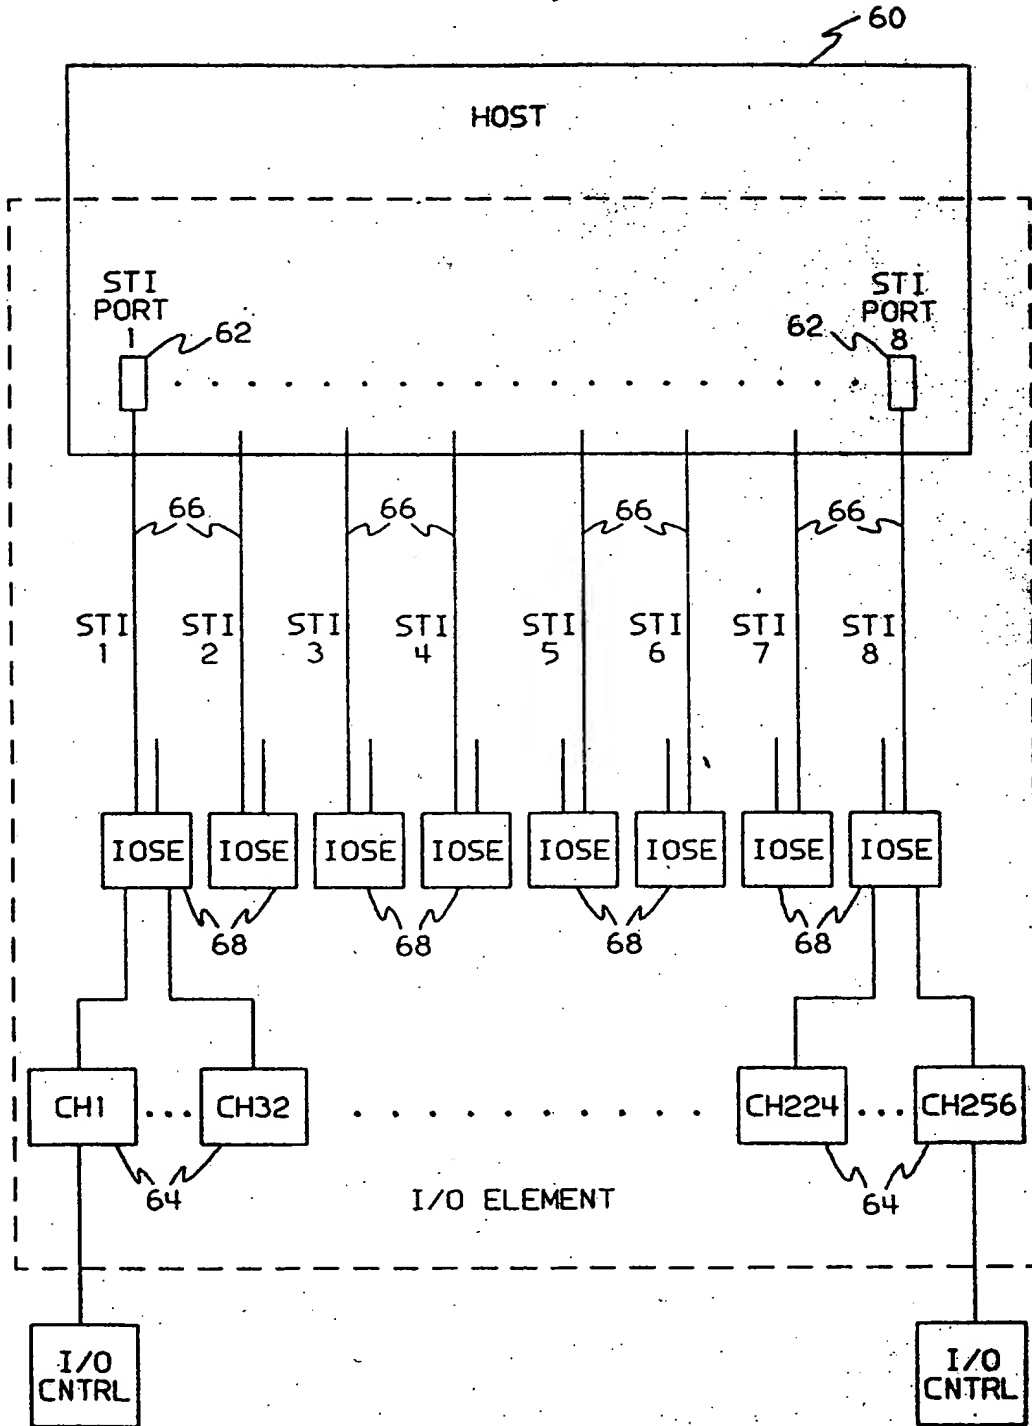 60
HOST
STI
PORT
1
62
STI
PORT
8
62
66
66
66
66
STI
1
STI
2
STI
3
STI
4
STI
5
STI
6
STI
7
STI
8
IOSE
IOSE
IOSE
IOSE
IOSE
IOSE
IOSE
IOSE
68
68
68
68
CH1
...
CH32
CH224
...
CH256
64
64
I/O ELEMENT
I/O
CNTRL
I/O
CNTRL